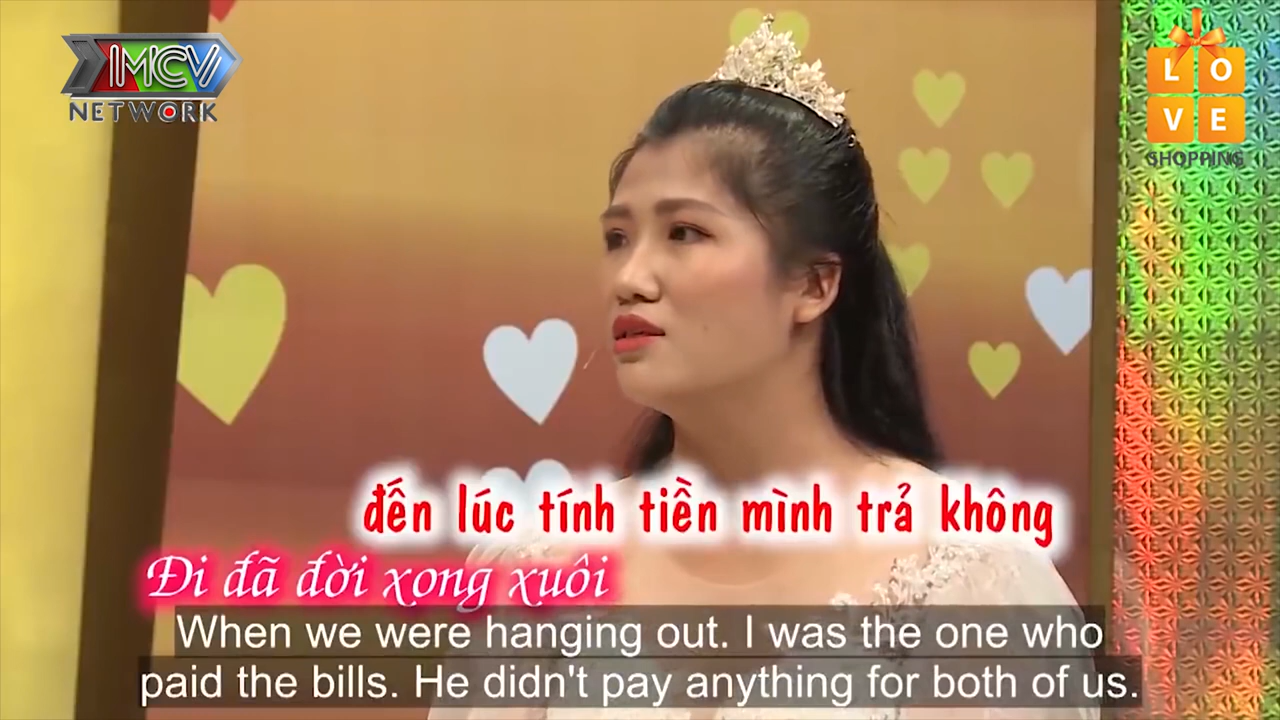 MCV
NETWORK
L O
V E
SHOPPING
đến lúc tính tiền mình trả không
Đi đã đời xong xuôi
When we were hanging out. I was the one who
paid the bills. He didn't pay anything for both of us.